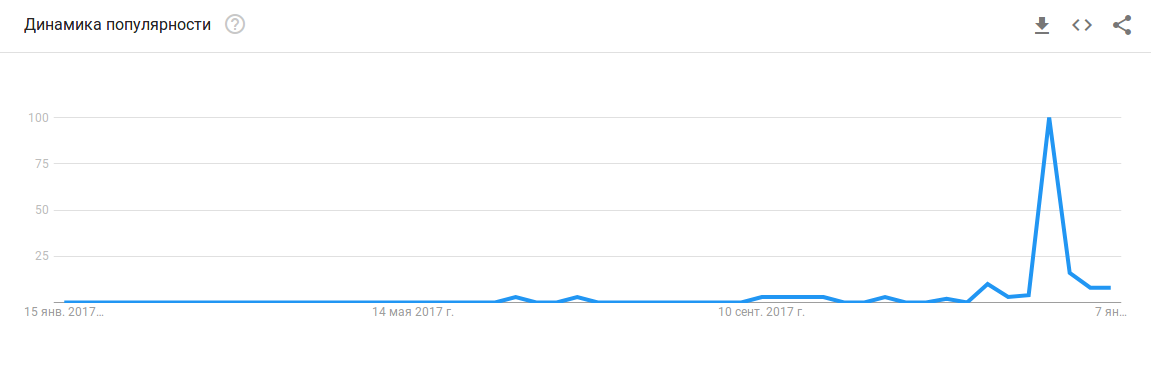 Динамика популярности ?
100
75
50
25
15 янв. 2017…
14 мая 2017 г.
10 сент. 2017 г.
7 ян…